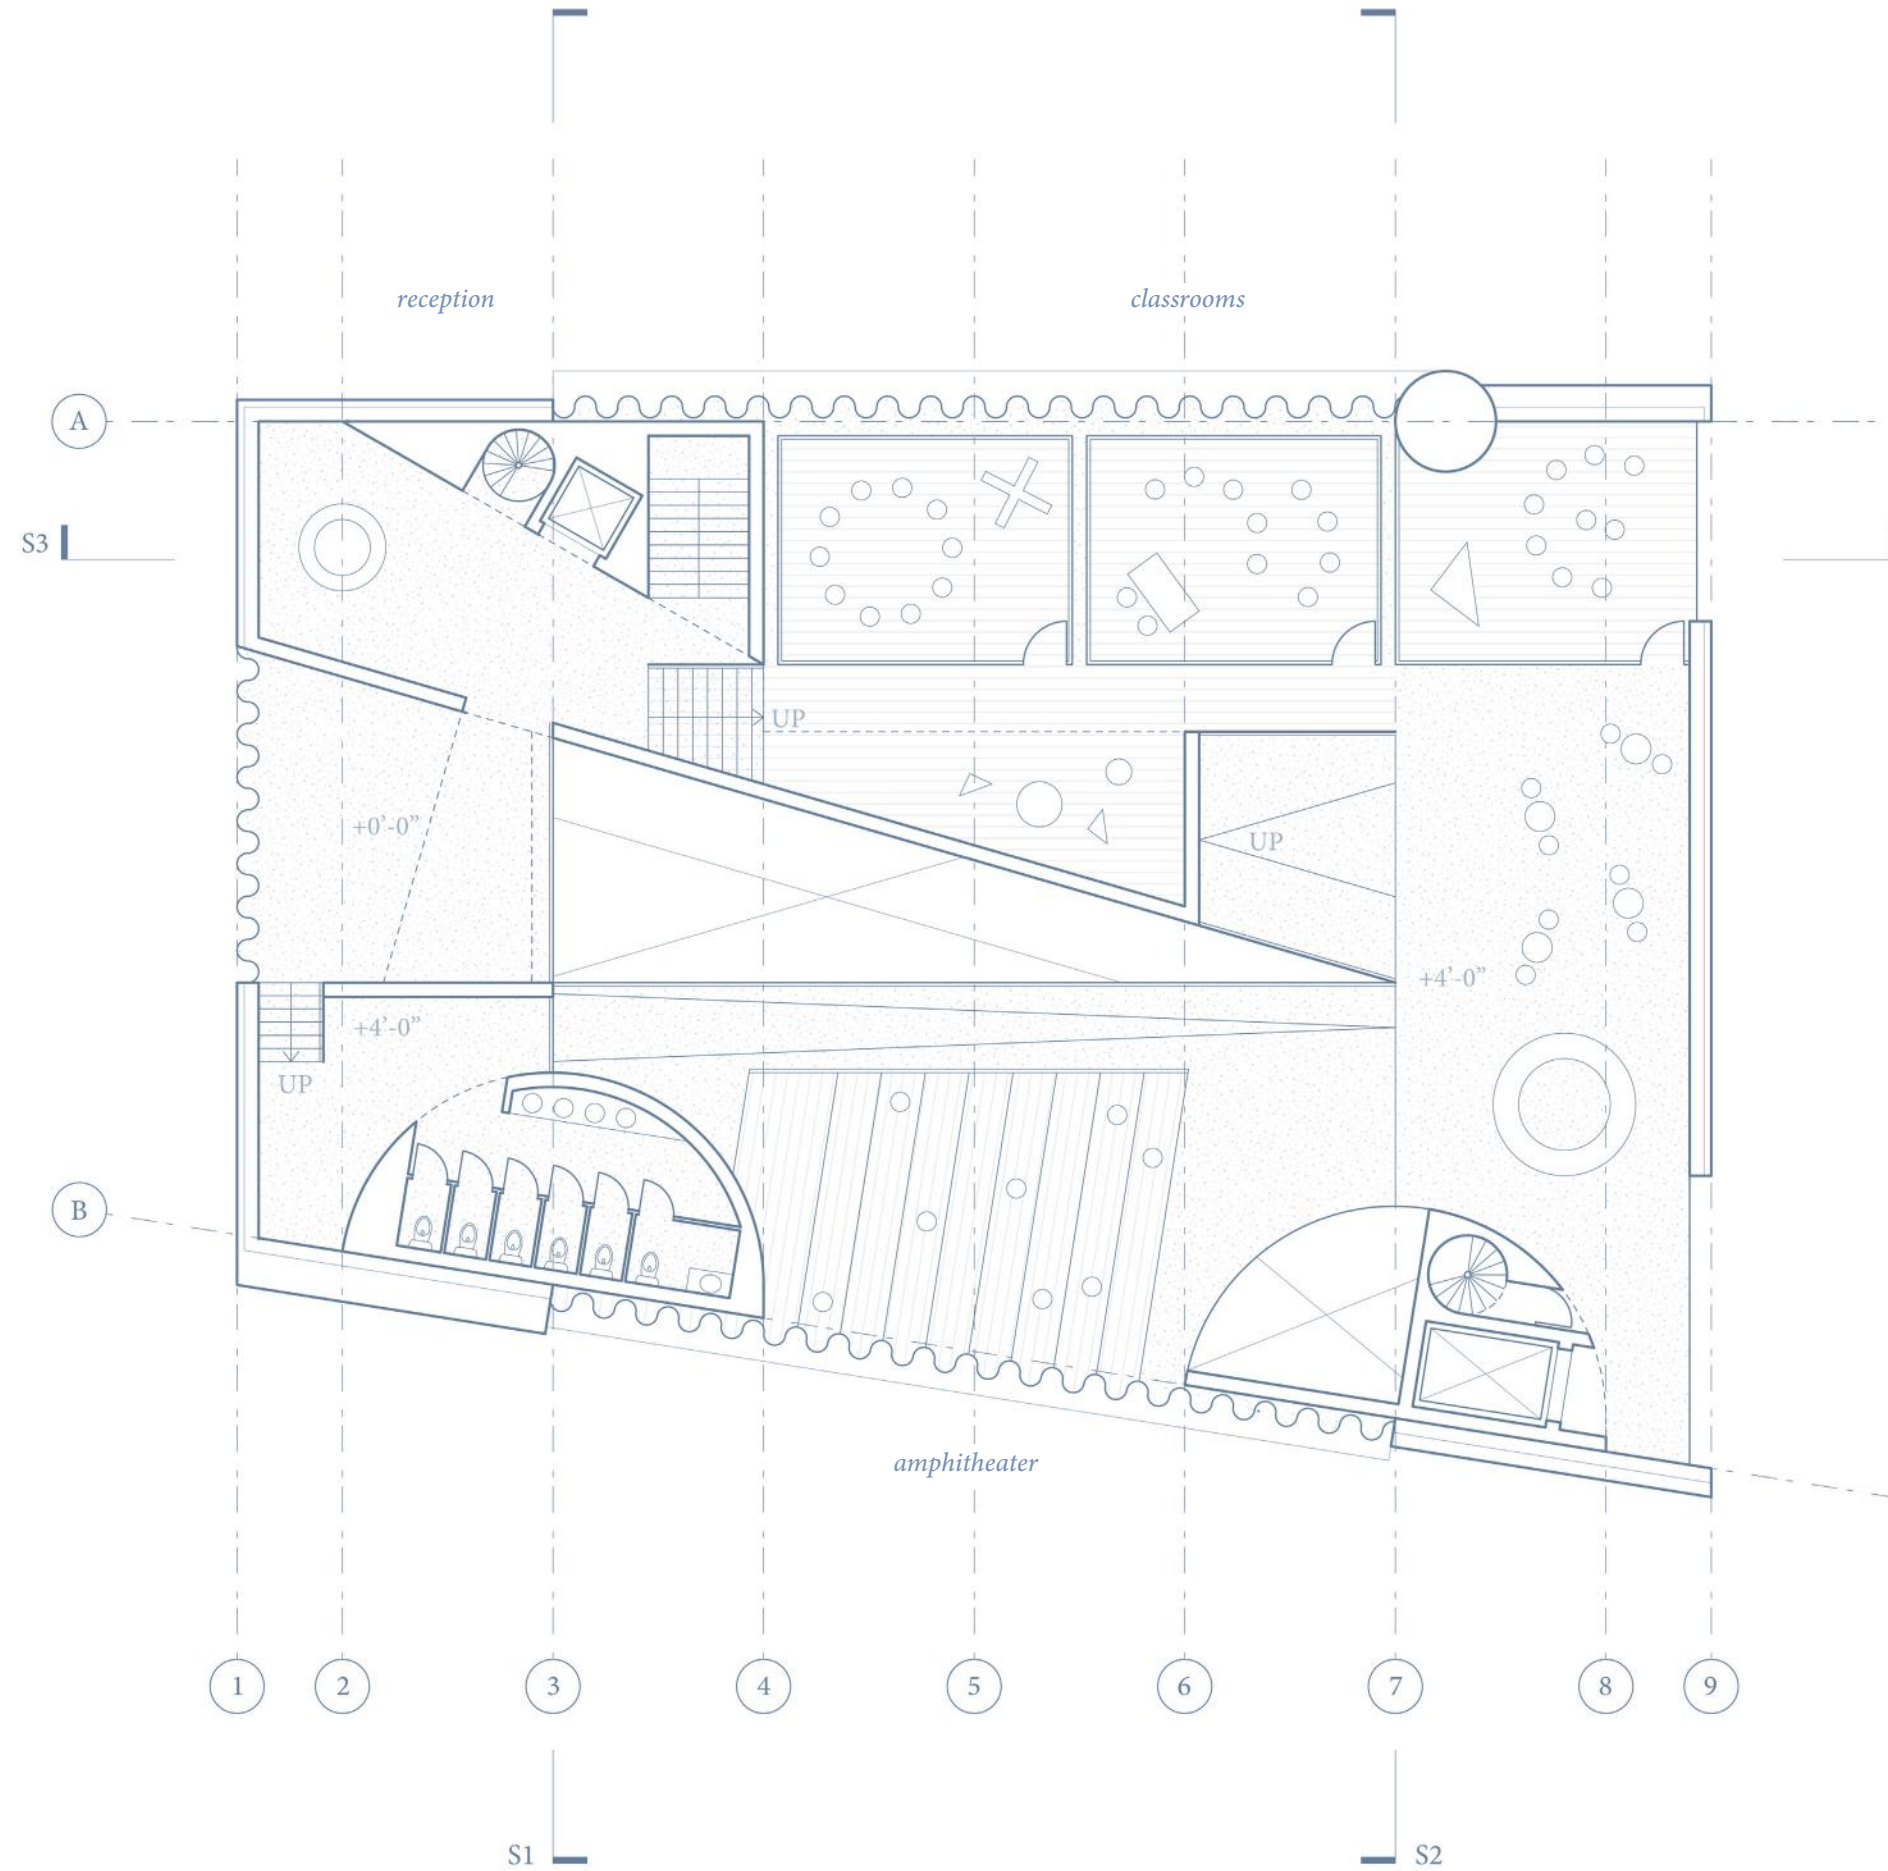 reception
classrooms
A
S3
UP
+0’-0”
UP
+4’-0”
+4’-0”
UP
B
amphitheater
1 2 3 4 5 6 7 8 9
S1 S2